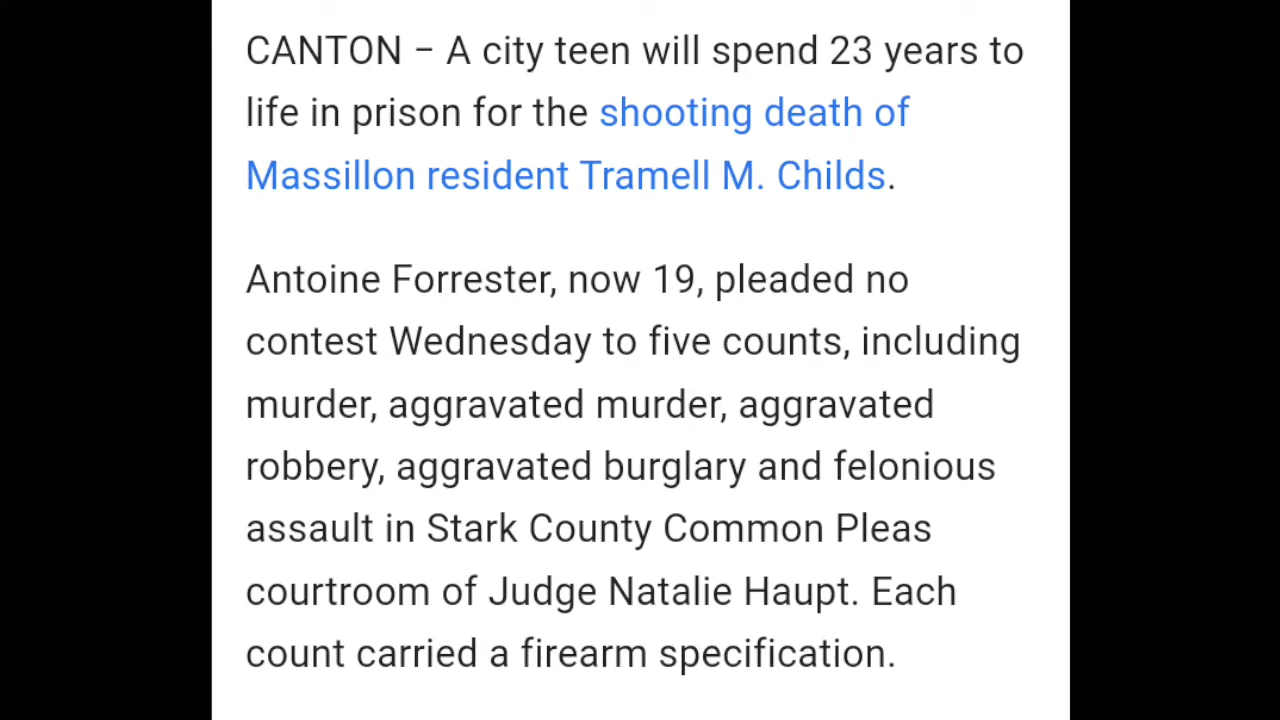 CANTON – A city teen will spend 23 years to
life in prison for the shooting death of
Massillon resident Tramell M. Childs.
Antoine Forrester, now 19, pleaded no
contest Wednesday to five counts, including
murder, aggravated murder, aggravated
robbery, aggravated burglary and felonious
assault in Stark County Common Pleas
courtroom of Judge Natalie Haupt. Each
count carried a firearm specification.